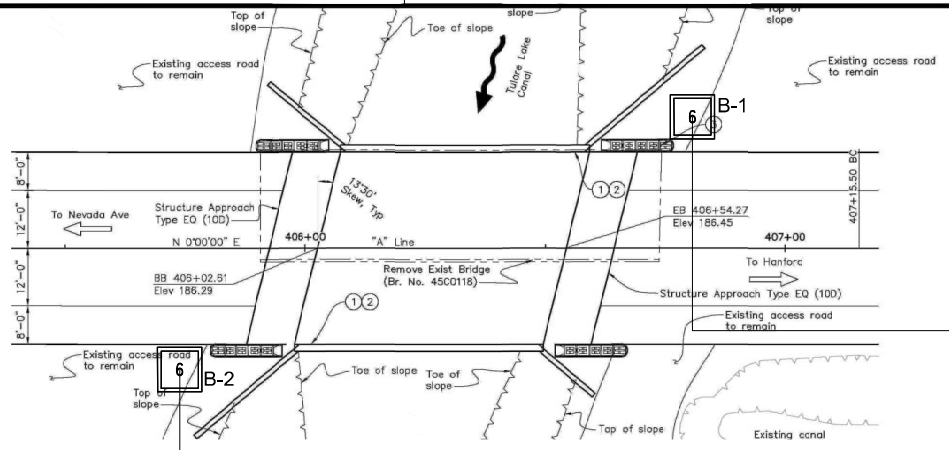 Top of
slope
Toe of slope
slope
Top of
slope
Existing access road
to remain
Tulare Lake
Canal
Existing access road
to remain
6
B-1
8'-0"
12'-0"
12'-0"
8'-0"
13°30'
Skew, Typ
1 2
407+15.50 BC
To Nevada Ave
Structure Approach
Type EQ (10D)
EB 406+54.27
Elev 186.45
N 0°00'00" E
406+00
"A" Line
407+00
BB 406+02.61
Elev 186.29
Remove Exist Bridge
(Br. No. 45C0118)
To Hanford
Structure Approach Type EQ (10D)
1 2
Existing access road
to remain
Existing access road
to remain
6
B-2
Top of
slope
Toe of slope
Toe of
slope
Top of slope
Existing canal